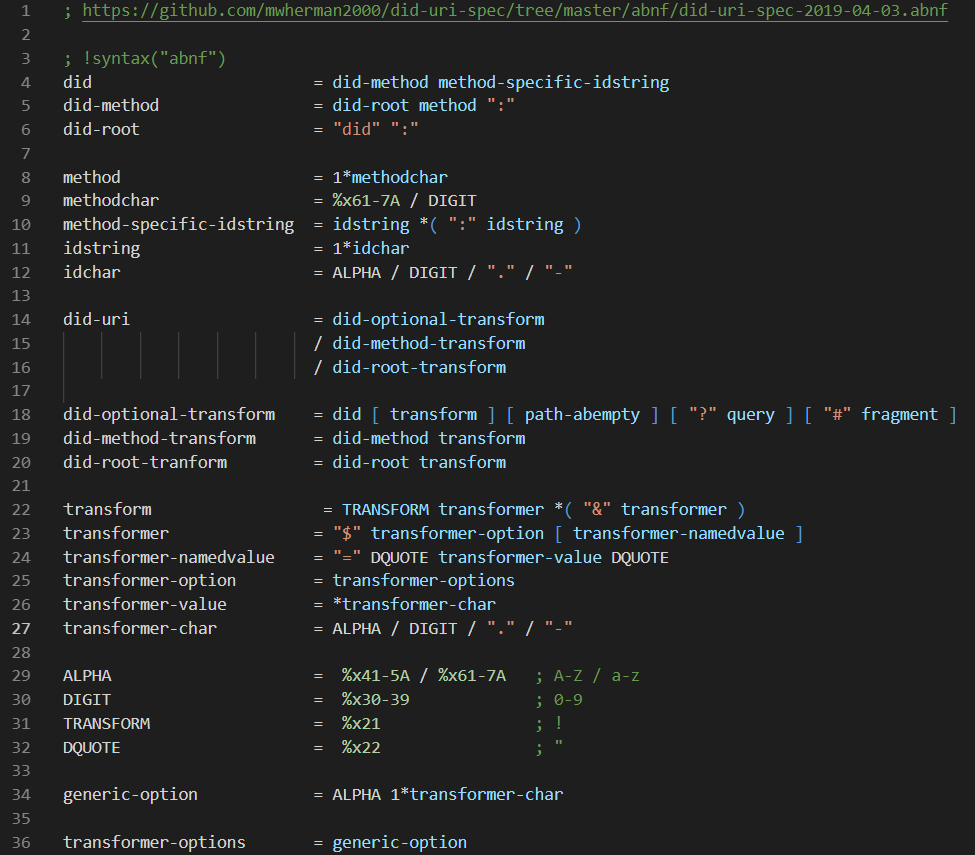 1 ; https://github.com/mwherman2000/did-uri-spec/tree/master/abnf/did-uri-spec-2019-04-03.abnf
2
3 ; !syntax("abnf")
4 did = did-method method-specific-idstring
5 did-method = did-root method ":"
6 did-root = "did" ":"
7
8 method = 1*methodchar
9 methodchar = %x61-7A / DIGIT
10 method-specific-idstring = idstring *( ":" idstring )
11 idstring = 1*idchar
12 idchar = ALPHA / DIGIT / "." / "-"
13
14 did-uri = did-optional-transform
15 / did-method-transform
16 / did-root-transform
17
18 did-optional-transform = did [ transform ] [ path-abempty ] [ "?" query ] [ "#" fragment ]
19 did-method-transform = did-method transform
20 did-root-tranform = did-root transform
21
22 transform = TRANSFORM transformer *( "&" transformer )
23 transformer = "$" transformer-option [ transformer-namedvalue ]
24 transformer-namedvalue = "=" DQUOTE transformer-value DQUOTE
25 transformer-option = transformer-options
26 transformer-value = *transformer-char
27 transformer-char = ALPHA / DIGIT / "." / "-"
28
29 ALPHA = %x41-5A / %x61-7A ; A-Z / a-z
30 DIGIT = %x30-39 ; 0-9
31 TRANSFORM = %x21 ; !
32 DQUOTE = %x22 ; "
33
34 generic-option = ALPHA 1*transformer-char
35
36 transformer-options = generic-option